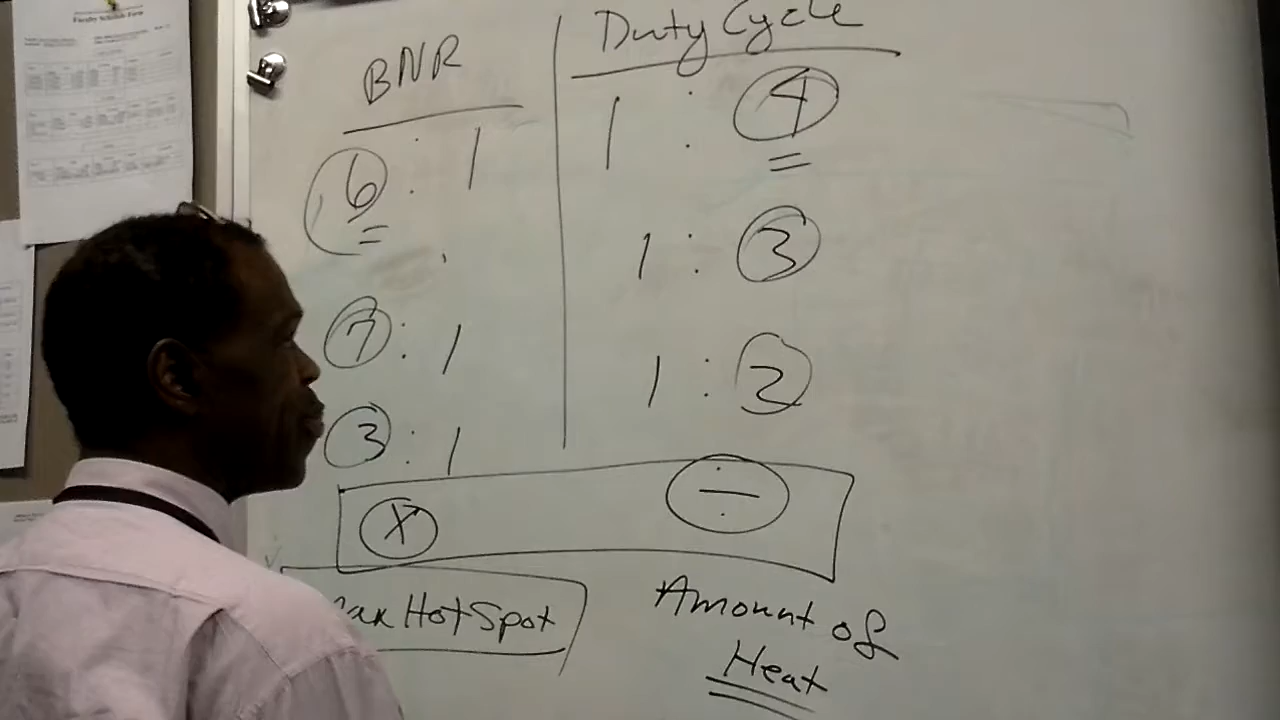 BNR
6 : 1
7 : 1
3 : 1
X
Max Hot Spot
Duty Cycle
1 : 4
1 : 3
1 : 2
÷
Amount of
Heat